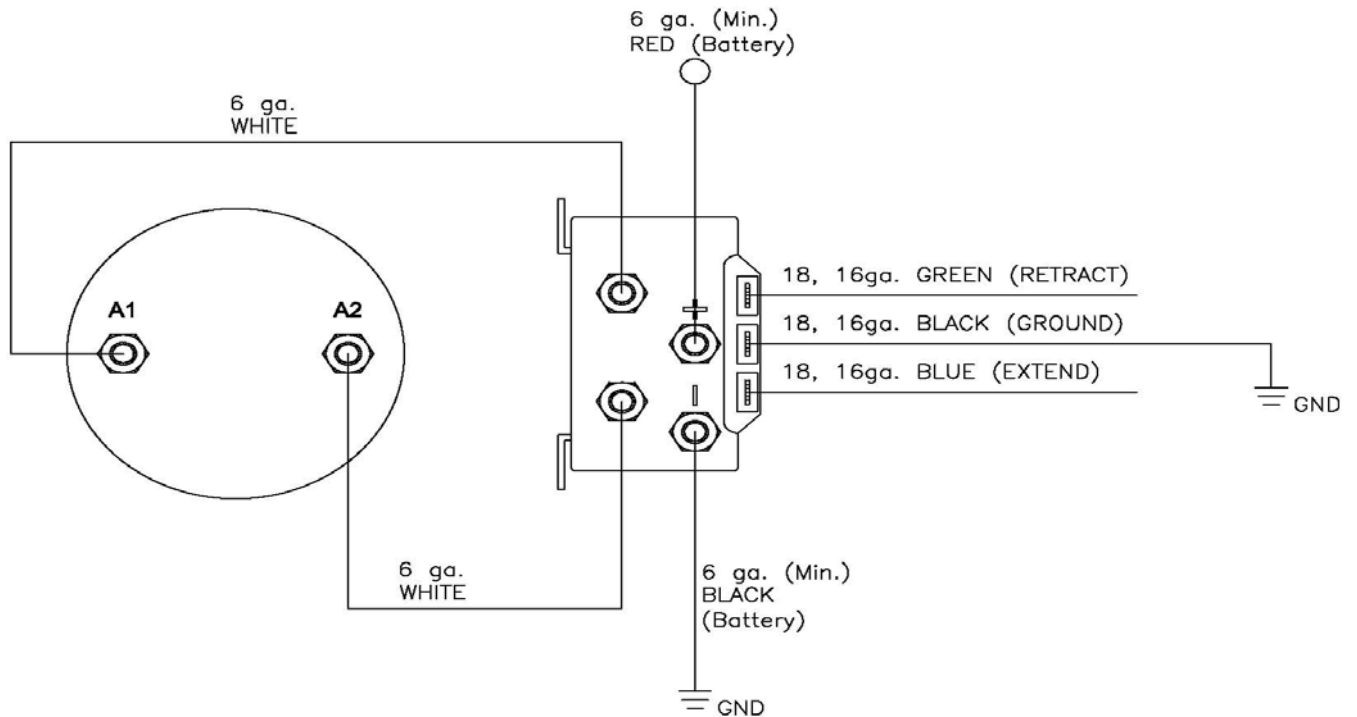 6 ga. (Min.)
RED (Battery)
6 ga.
WHITE
A1
A2
+
18, 16ga. GREEN (RETRACT)
18, 16ga. BLACK (GROUND)
18, 16ga. BLUE (EXTEND)
–
GND
6 ga.
WHITE
6 ga. (Min.)
BLACK
(Battery)
GND